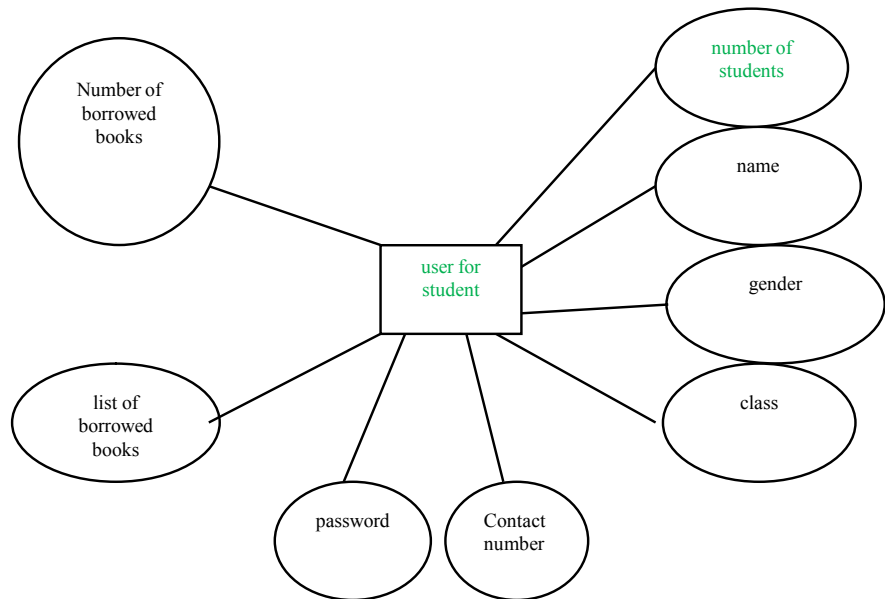 number of
students
Number of
borrowed
books
name
user for
student
gender
list of
borrowed
books
class
password
Contact
number